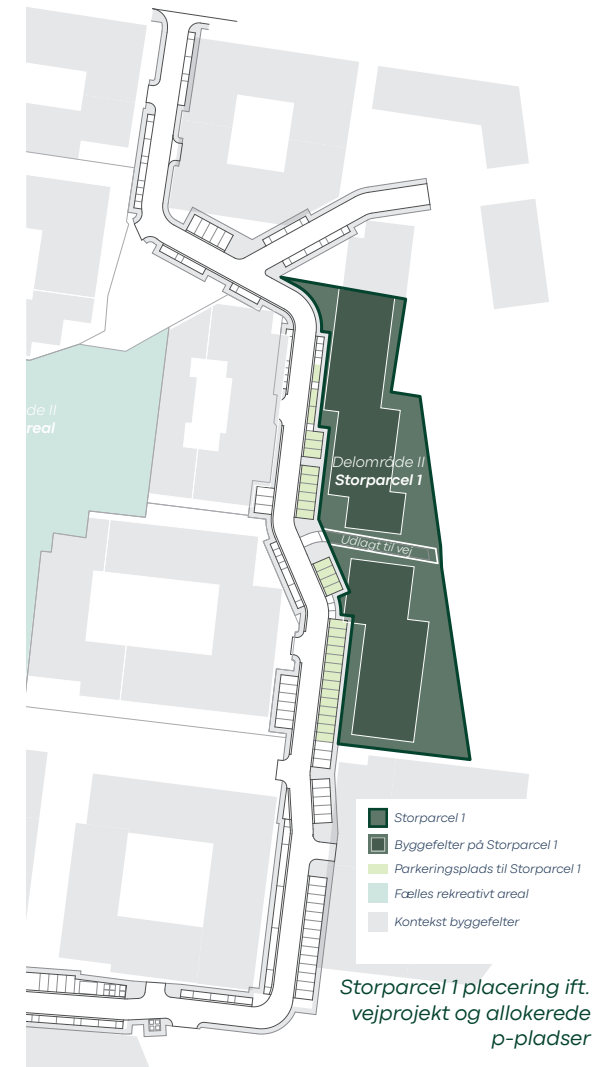 de II
real
Delområde II
Storparcel 1
Udlagt til vej
Storparcel 1
Byggefelter på Storparcel 1
Parkeringsplads til Storparcel 1
Fælles rekreativt areal
Kontekst byggefelter
Storparcel 1 placering ift.
vejprojekt og allokerede
p-pladser